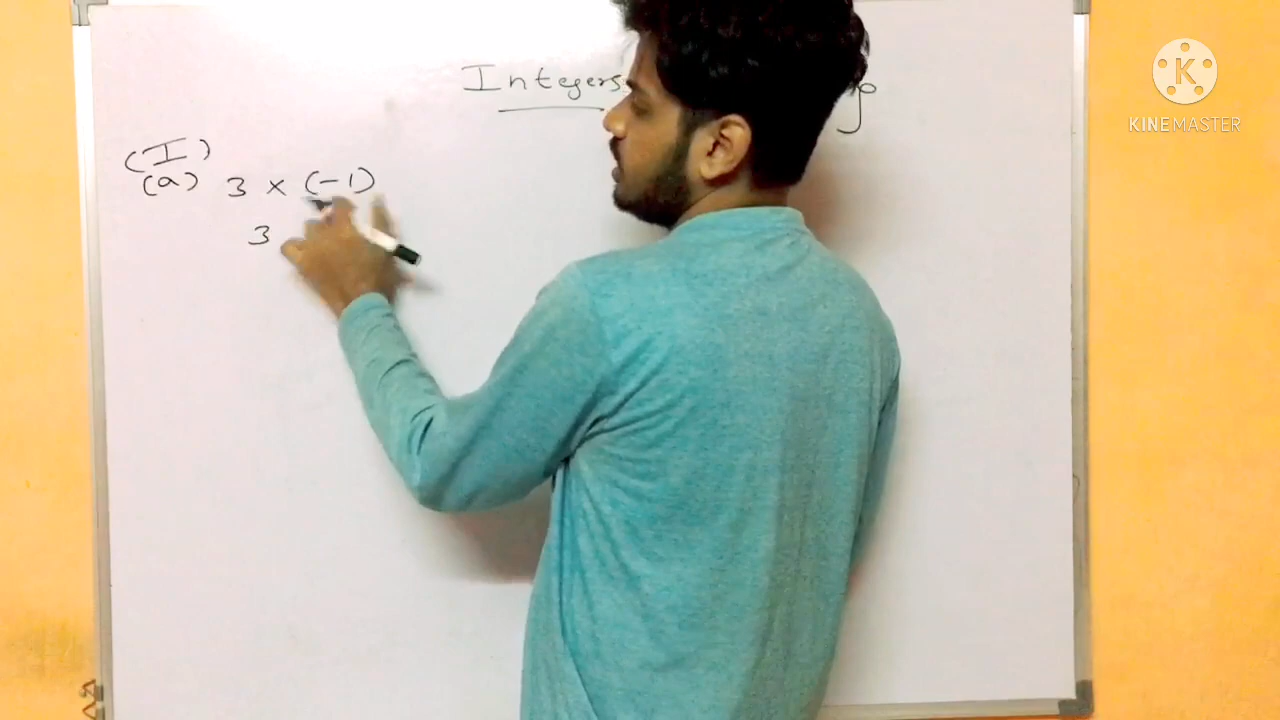 Integers
(I)
(a) 3 × (-1)
3
KINEMASTER